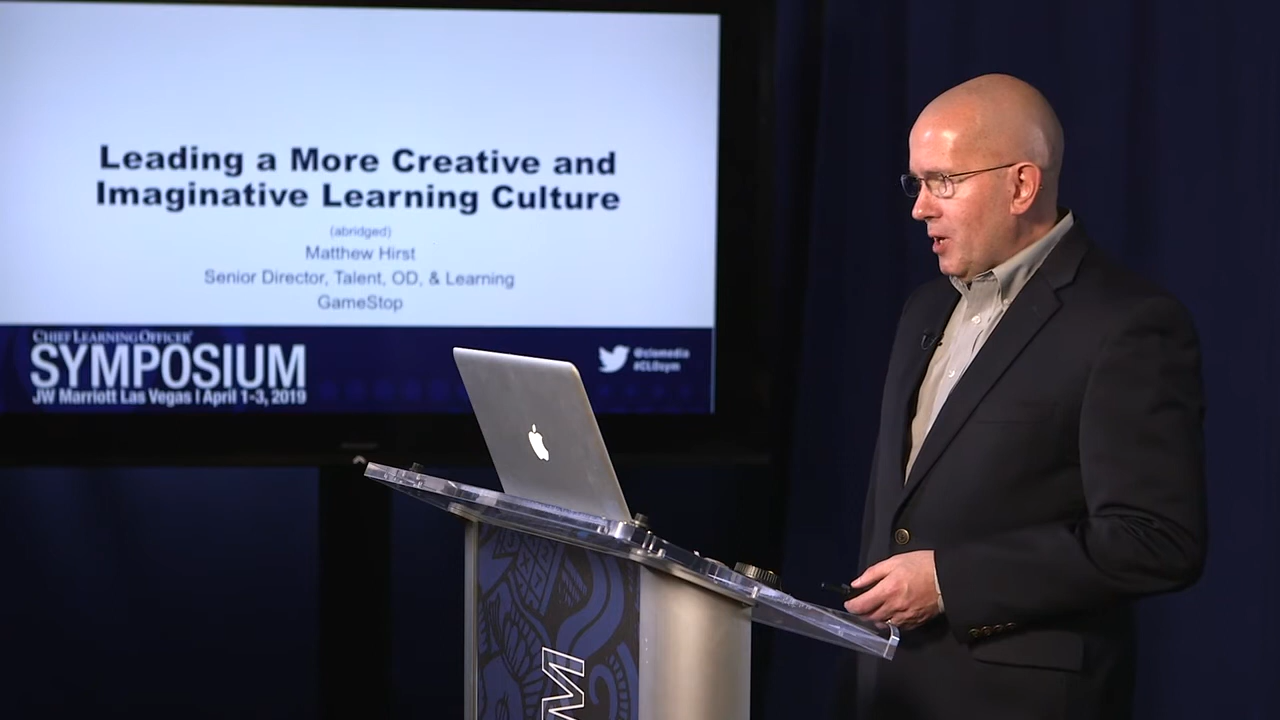 Leading a More Creative and
Imaginative Learning Culture
(abridged)
Matthew Hirst
Senior Director, Talent, OD, & Learning
GameStop
CHIEF LEARNING OFFICER
SYMPOSIUM
JW Marriott Las Vegas | April 1-3, 2019
@clomedia
#CLOsym